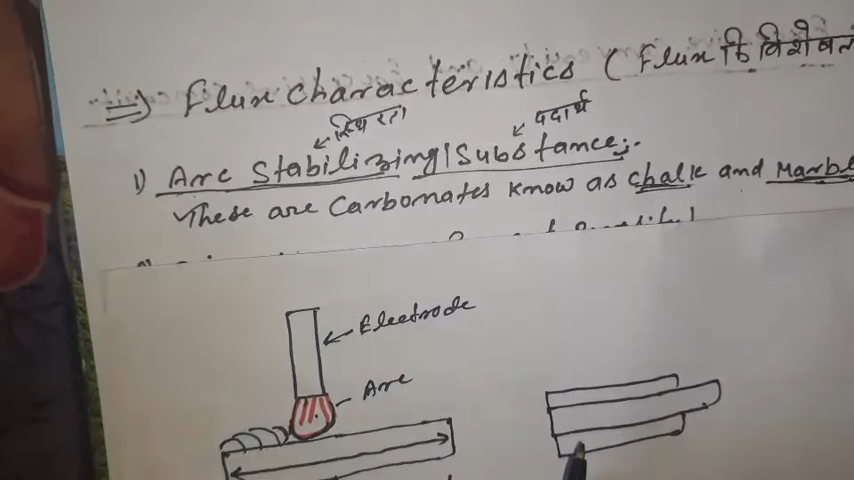 => Flux characteristics ( Flux कि विशेषता
स्थिरता पदार्थ
1) Arc Stabilizing | Substance :-
These are Carbonates know as chalk and Marbl
Electrode
Arc